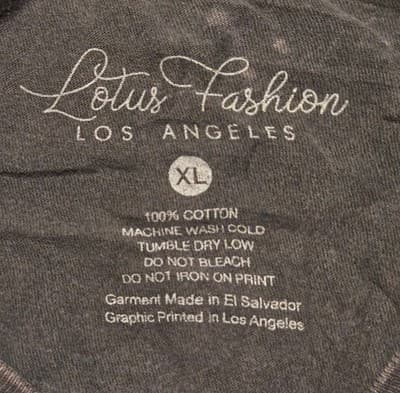 Lotus Fashion
LOS ANGELES
XL
100% COTTON
MACHINE WASH COLD
TUMBLE DRY LOW
DO NOT BLEACH
DO NOT IRON ON PRINT
Garment Made in El Salvador
Graphic Printed in Los Angeles